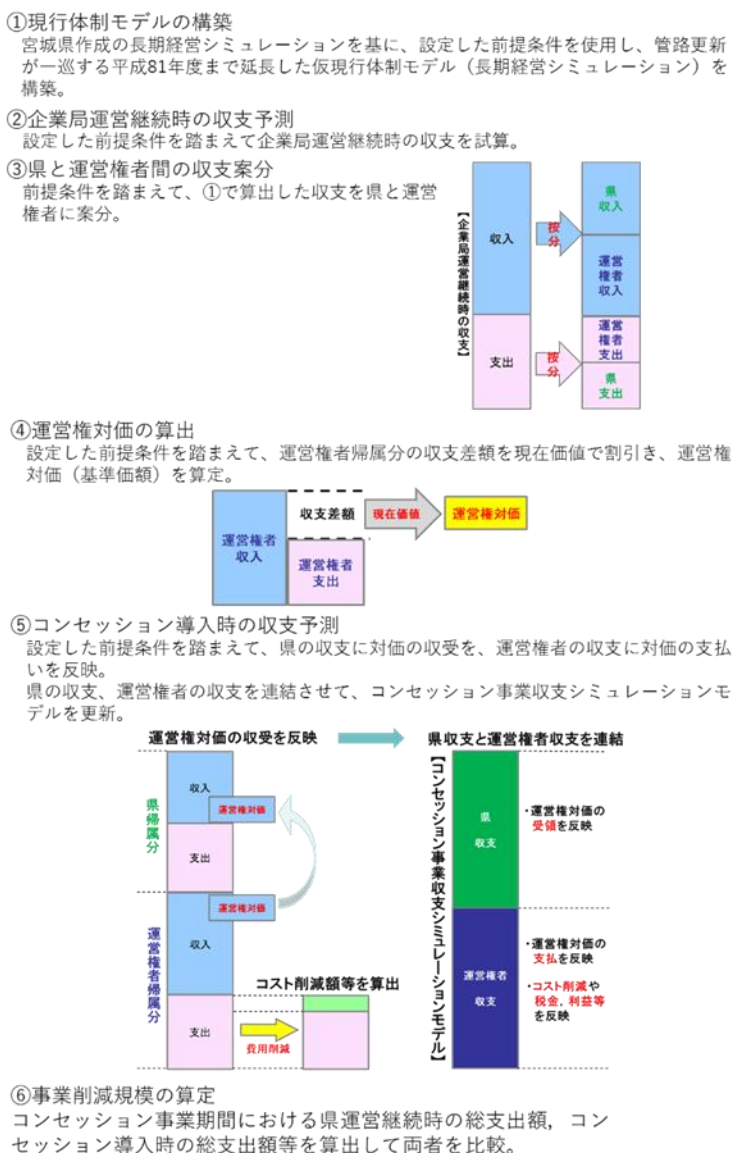 ①現行体制モデルの構築
宮城県作成の長期経営シミュレーションを基に、設定した前提条件を使用し、管路更新
が一巡する平成81年度まで延長した仮現行体制モデル（長期経営シミュレーション）を
構築。
②企業局運営継続時の収支予測
設定した前提条件を踏まえて企業局運営継続時の収支を試算。
③県と運営権者間の収支案分
前提条件を踏まえて、①で算出した収支を県と運営
権者に案分。
【企業局運営継続時の収支】
収入
按
分
県
収入
運営
権者
収入
支出
按
分
運営
権者
支出
県
支出
④運営権対価の算出
設定した前提条件を踏まえて、運営権者帰属分の収支差額を現在価値で割引き、運営権
対価（基準価額）を算定。
運営権者
収入
収支差額
現在価値
運営権対価
運営権者
支出
⑤コンセッション導入時の収支予測
設定した前提条件を踏まえて、県の収支に対価の収受を、運営権者の収支に対価の支払
いを反映。
県の収支、運営権者の収支を連結させて、コンセッション事業収支シミュレーションモ
デルを更新。
運営権対価の収受を反映
県収支と運営権者収支を連結
県帰属分
収入
運営権対価
支出
運営権者帰属分
運営権対価
収入
支出
費用削減
コスト削減額等を算出
【コンセッション事業収支シミュレーションモデル】
県
収支
・運営権対価の
受領を反映
運営権者
収支
・運営権対価の
支払を反映
・コスト削減や
税金，利益等
を反映
⑥事業削減規模の算定
コンセッション事業期間における県運営継続時の総支出額，コン
セッション導入時の総支出額等を算出して両者を比較。